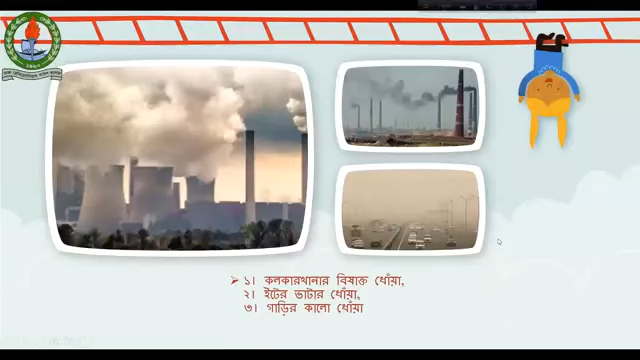 ➢ ১। কলকারখানার বিষাক্ত ধোঁয়া,
২। ইটের ভাটার ধোঁয়া,
৩। গাড়ির কালো ধোঁয়া